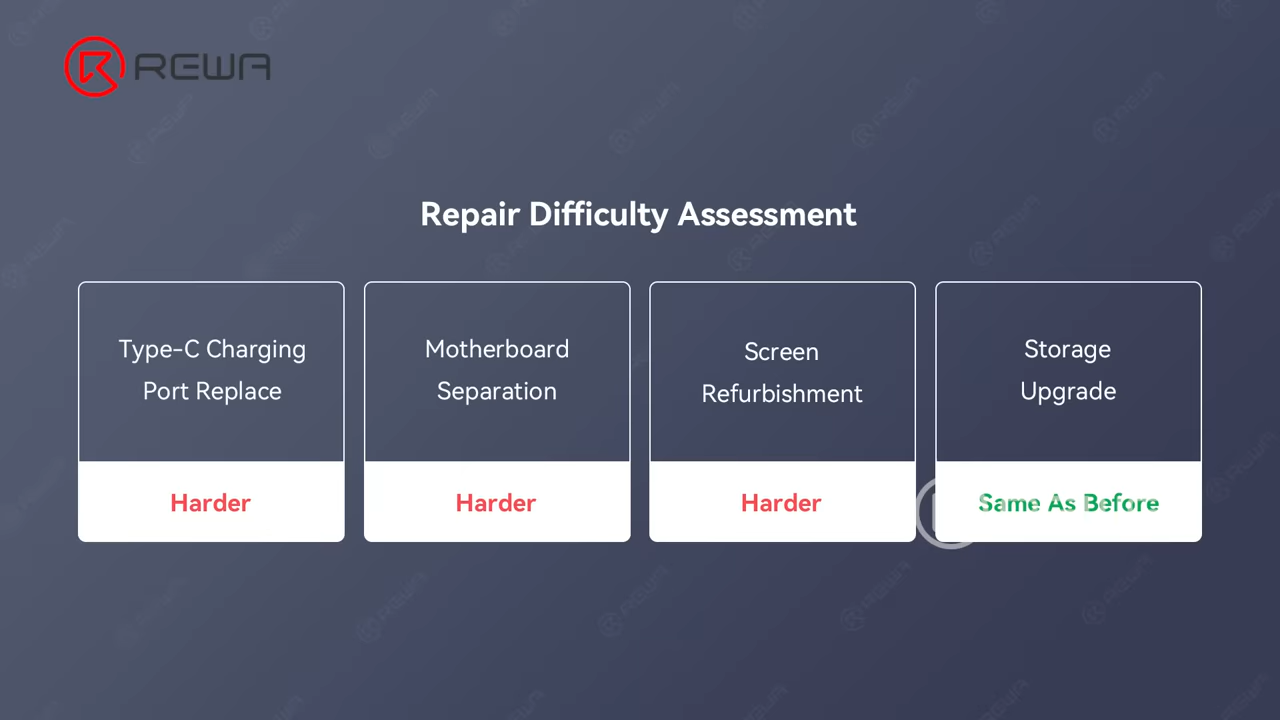 REWA
Repair Difficulty Assessment
Type-C Charging
Port Replace
Harder
Motherboard
Separation
Harder
Screen
Refurbishment
Harder
Storage
Upgrade
Same As Before